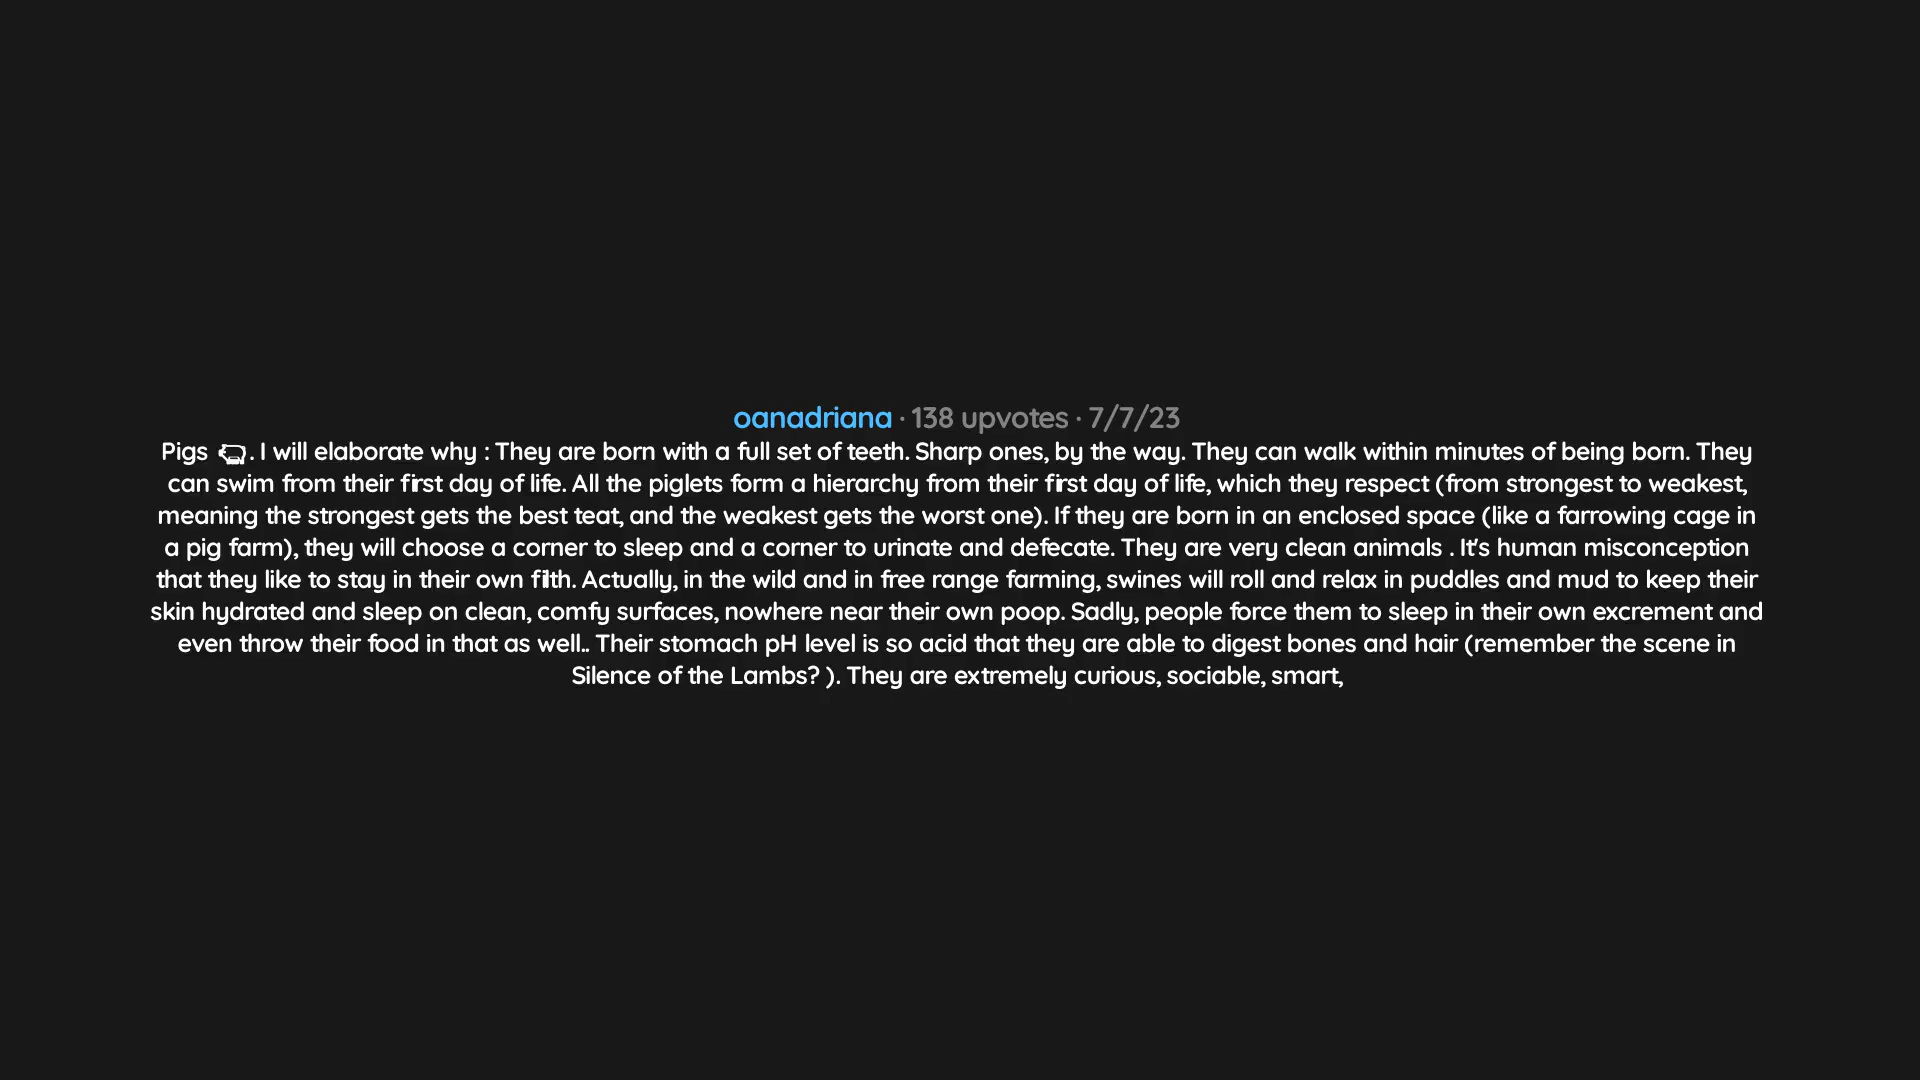 oanadriana · 138 upvotes · 7/7/23
Pigs 🐖. I will elaborate why : They are born with a full set of teeth. Sharp ones, by the way. They can walk within minutes of being born. They
can swim from their first day of life. All the piglets form a hierarchy from their first day of life, which they respect (from strongest to weakest,
meaning the strongest gets the best teat, and the weakest gets the worst one). If they are born in an enclosed space (like a farrowing cage in
a pig farm), they will choose a corner to sleep and a corner to urinate and defecate. They are very clean animals . It's human misconception
that they like to stay in their own filth. Actually, in the wild and in free range farming, swines will roll and relax in puddles and mud to keep their
skin hydrated and sleep on clean, comfy surfaces, nowhere near their own poop. Sadly, people force them to sleep in their own excrement and
even throw their food in that as well.. Their stomach pH level is so acid that they are able to digest bones and hair (remember the scene in
Silence of the Lambs? ). They are extremely curious, sociable, smart,